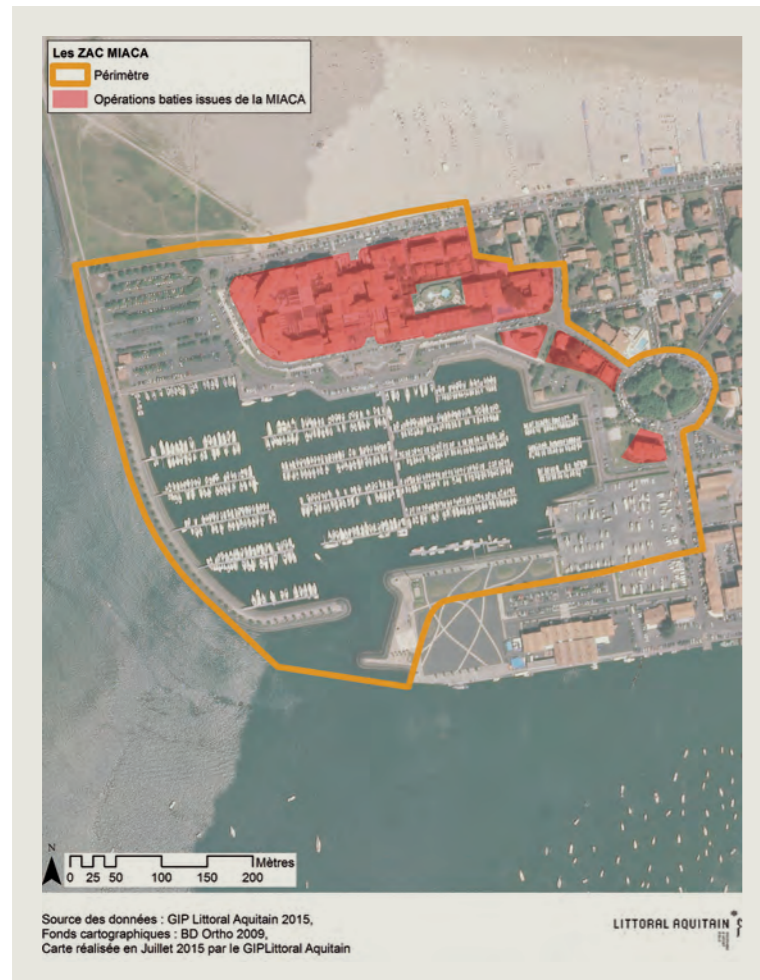 Les ZAC MIACA
Périmètre
Opérations baties issues de la MIACA
N
Mètres
0 25 50 100 150 200
Source des données : GIP Littoral Aquitain 2015,
Fonds cartographiques : BD Ortho 2009,
Carte réalisée en Juillet 2015 par le GIPLittoral Aquitain
LITTORAL AQUITAIN